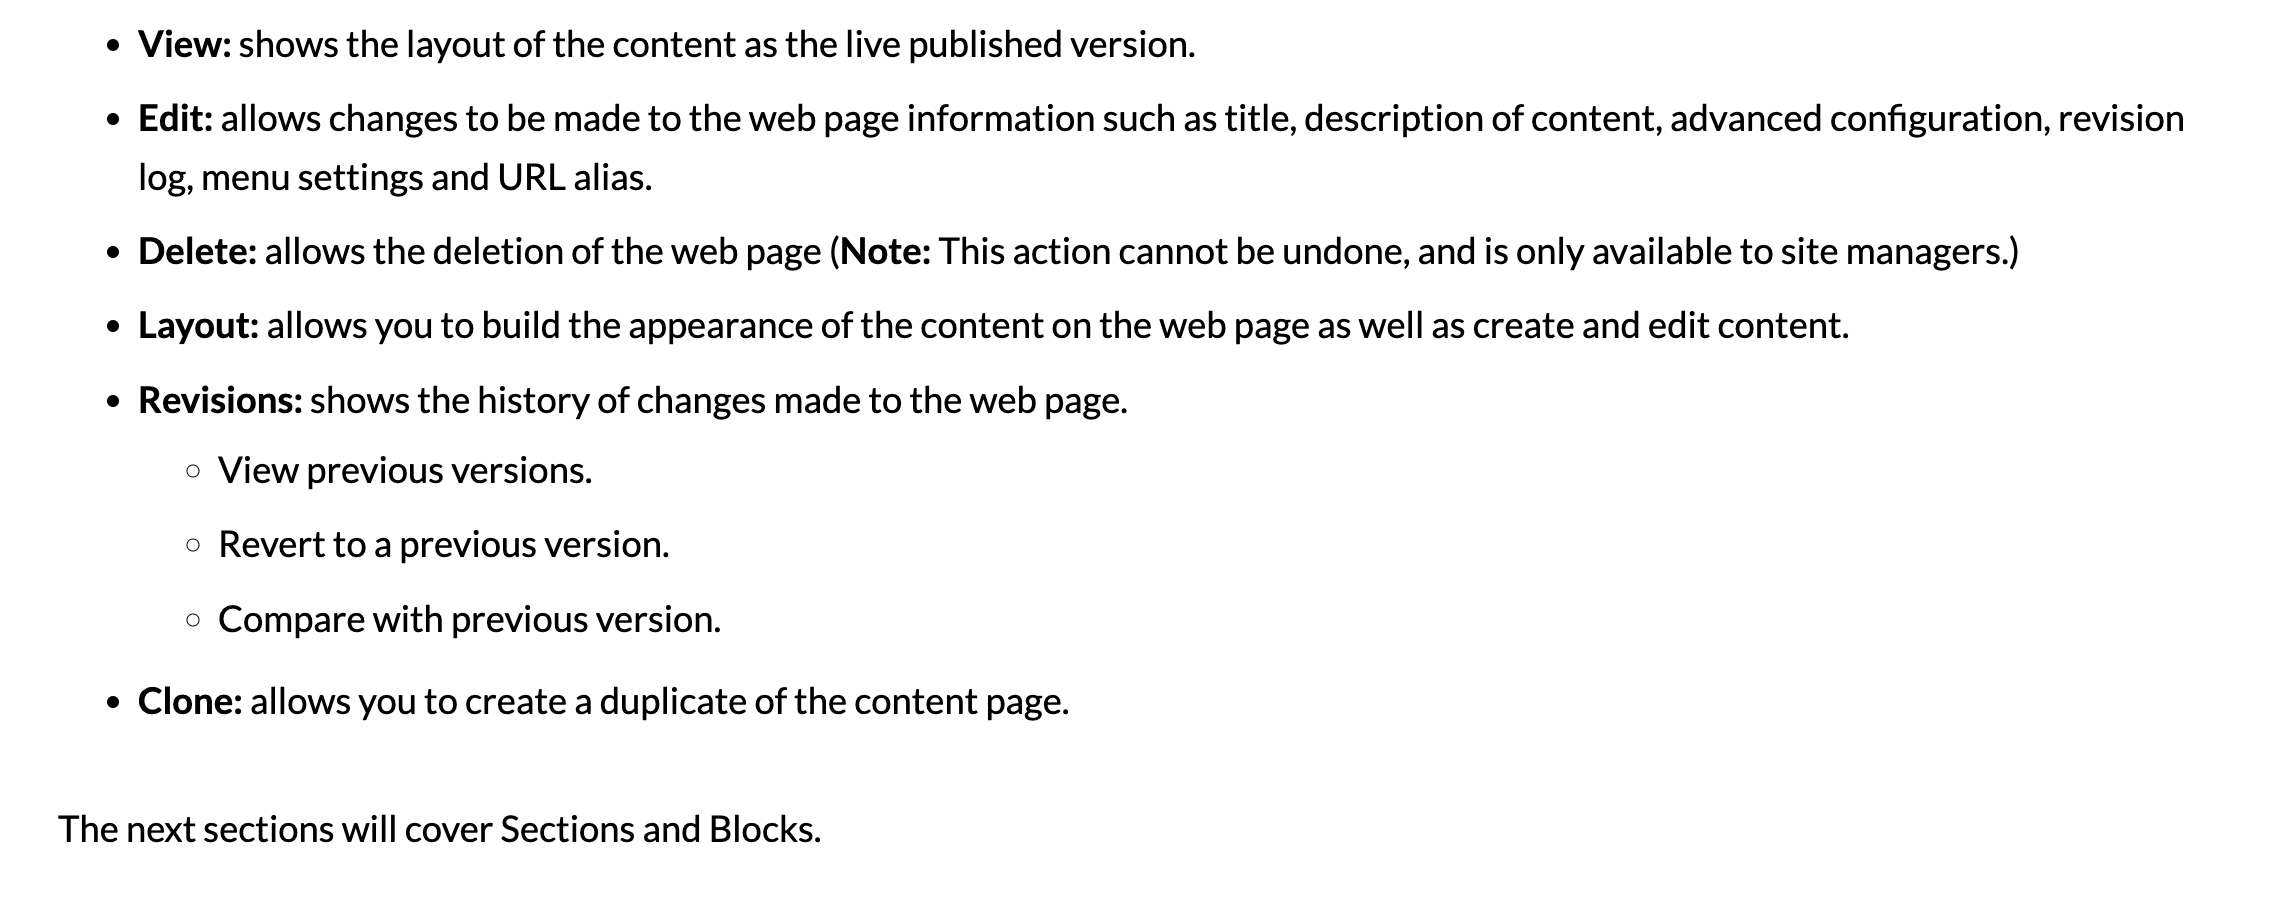 • View: shows the layout of the content as the live published version.
• Edit: allows changes to be made to the web page information such as title, description of content, advanced configuration, revision
log, menu settings and URL alias.
• Delete: allows the deletion of the web page (Note: This action cannot be undone, and is only available to site managers.)
• Layout: allows you to build the appearance of the content on the web page as well as create and edit content.
• Revisions: shows the history of changes made to the web page.
◦ View previous versions.
◦ Revert to a previous version.
◦ Compare with previous version.
• Clone: allows you to create a duplicate of the content page.
The next sections will cover Sections and Blocks.